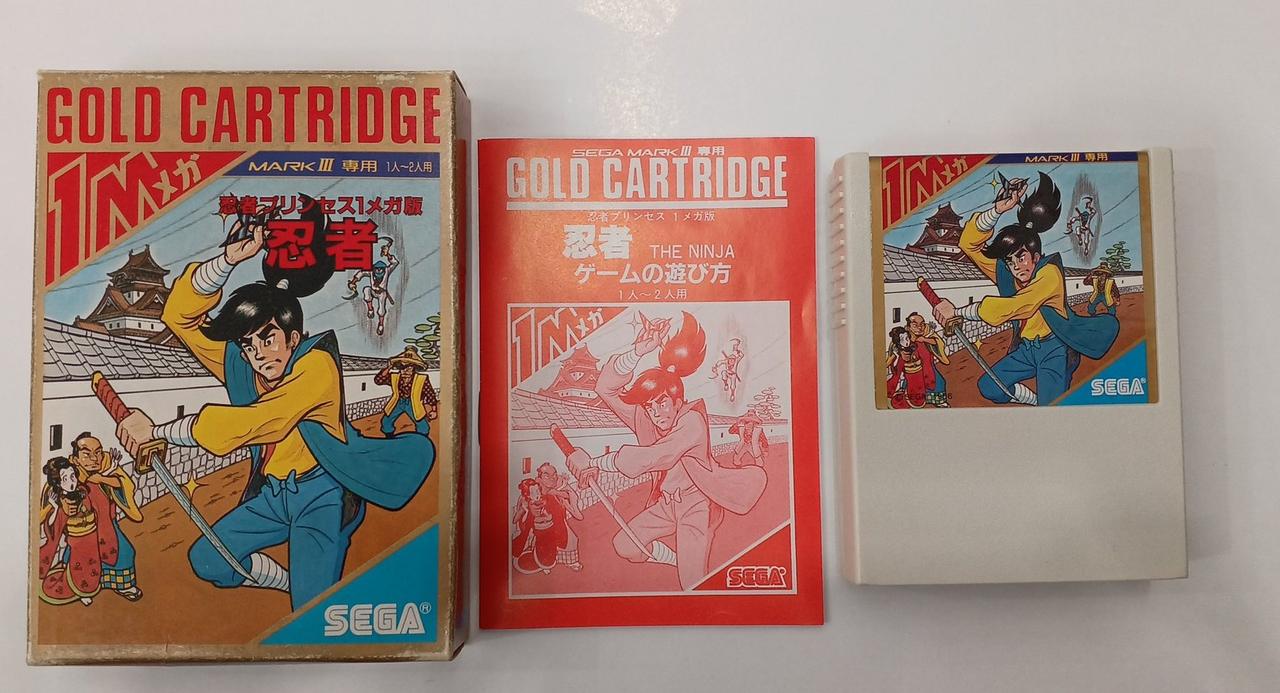 GOLD CARTRIDGE
1Mメガ
MARK III 専用 1人～2人用
忍者プリンセス1メガ版
忍者
SEGA®
SEGA MARK III 専用
GOLD CARTRIDGE
忍者プリンセス 1メガ版
忍者 THE NINJA
ゲームの遊び方
1人～2人用
1Mメガ
SEGA®
1Mメガ
MARK III 専用
SEGA®